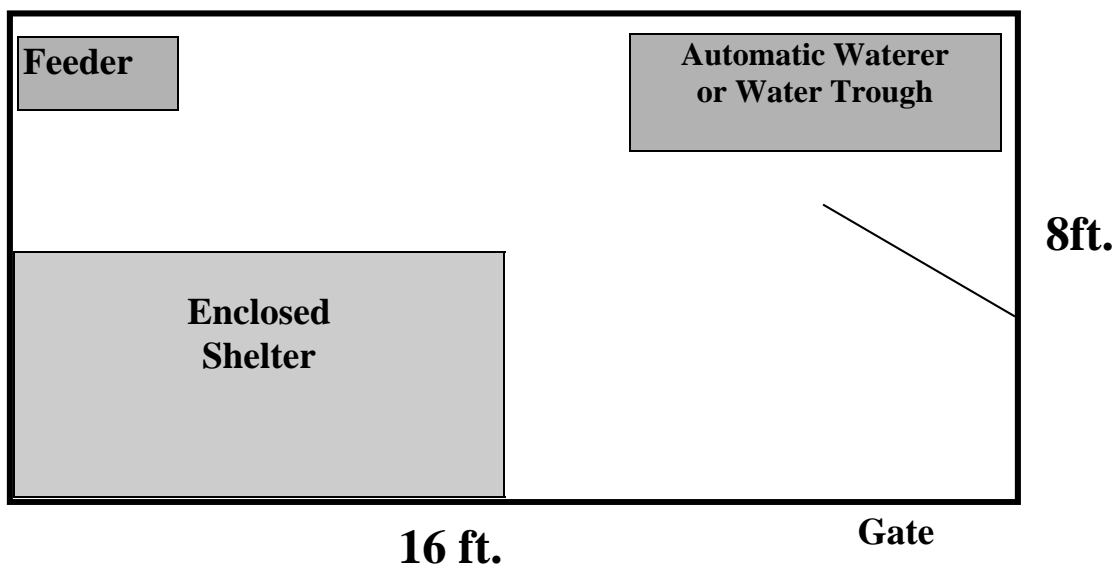 Feeder
Automatic Waterer
or Water Trough
8ft.
Enclosed
Shelter
16 ft.
Gate